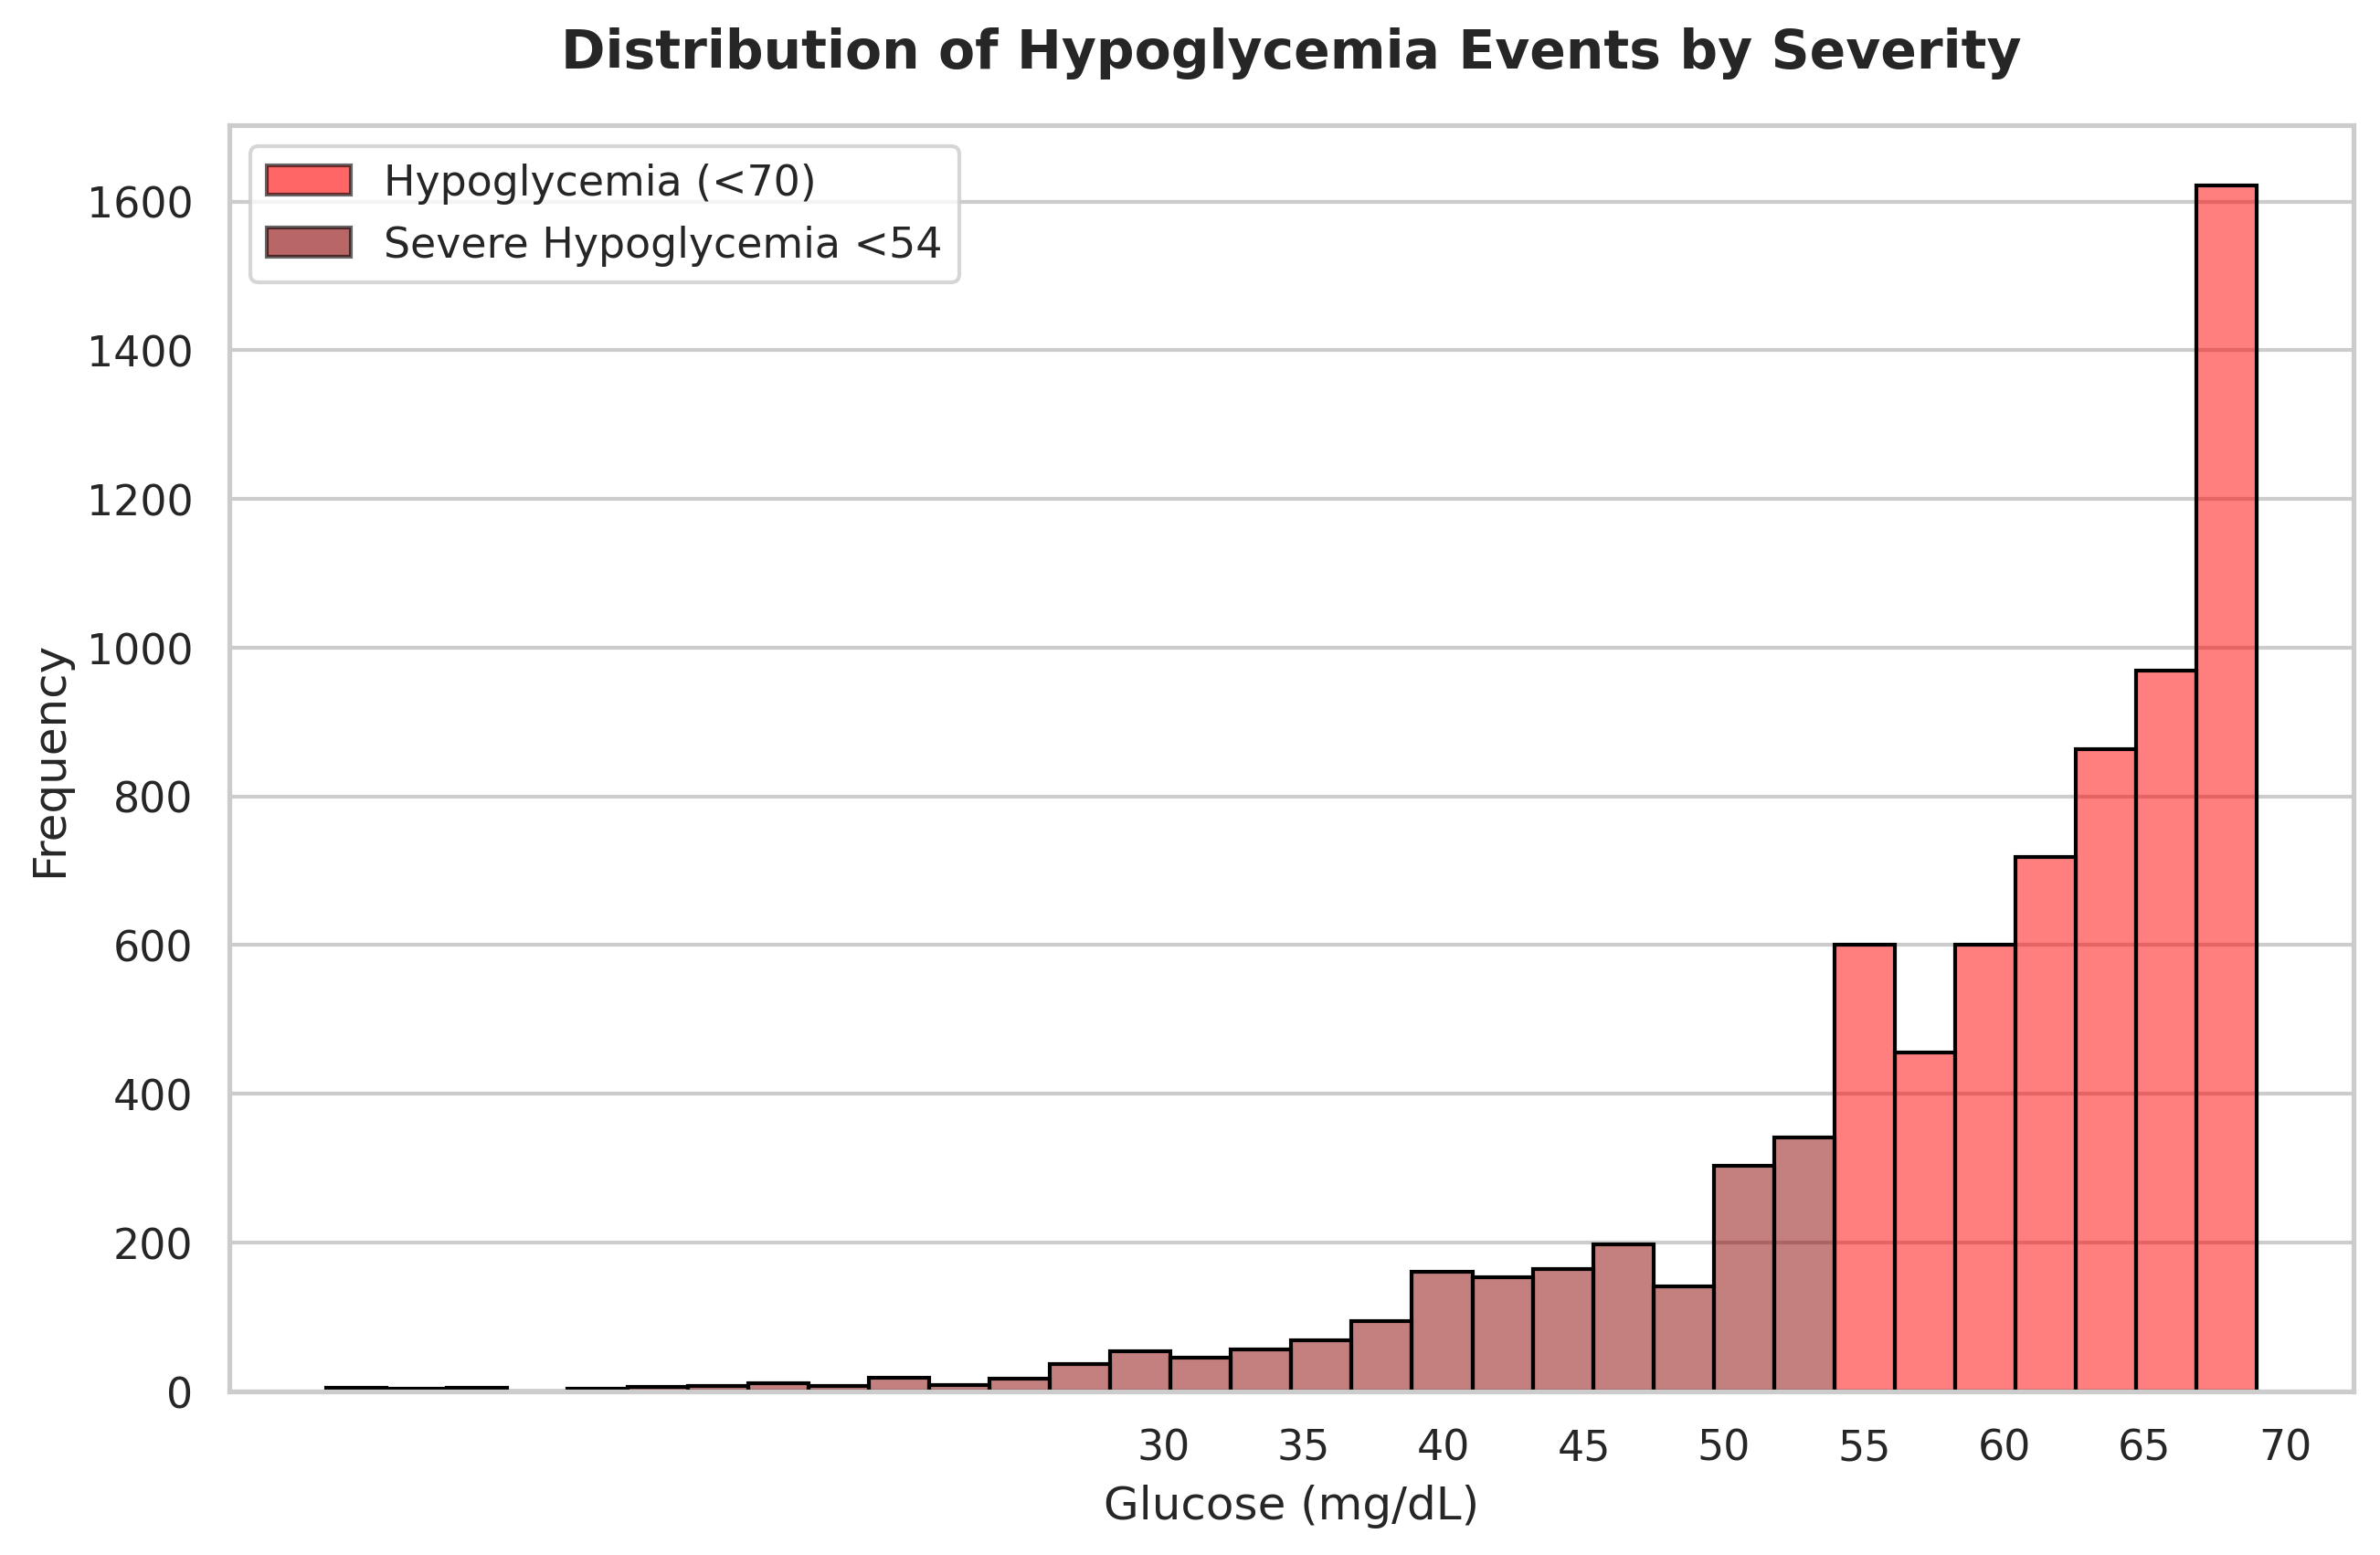 Distribution of Hypoglycemia Events by Severity
Hypoglycemia (<70)
Severe Hypoglycemia <54
1600
1400
1200
1000
800
600
400
200
0
Frequency
30 35 40 45 50 55 60 65 70
Glucose (mg/dL)